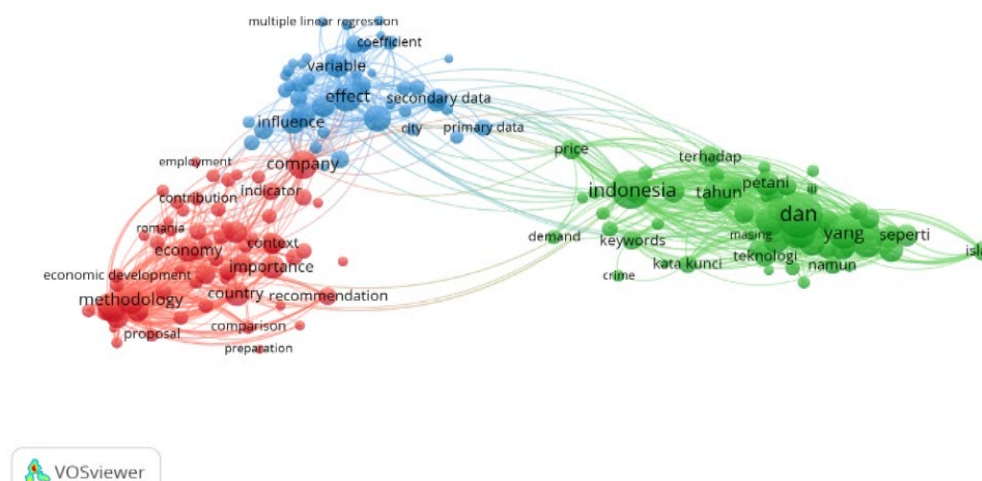 multiple linear regression
coefficient
variable
effect
secondary data
influence
city
primary data
price
employment
company
terhadap
indonesia
tahun
petani
contribution
indicator
dan
romania
demand
keywords
masing
yang
seperti
economy
context
teknologi
economic development
importance
crime
kata kunci
namun
methodology
country
recommendation
proposal
comparison
preparation
VOSviewer